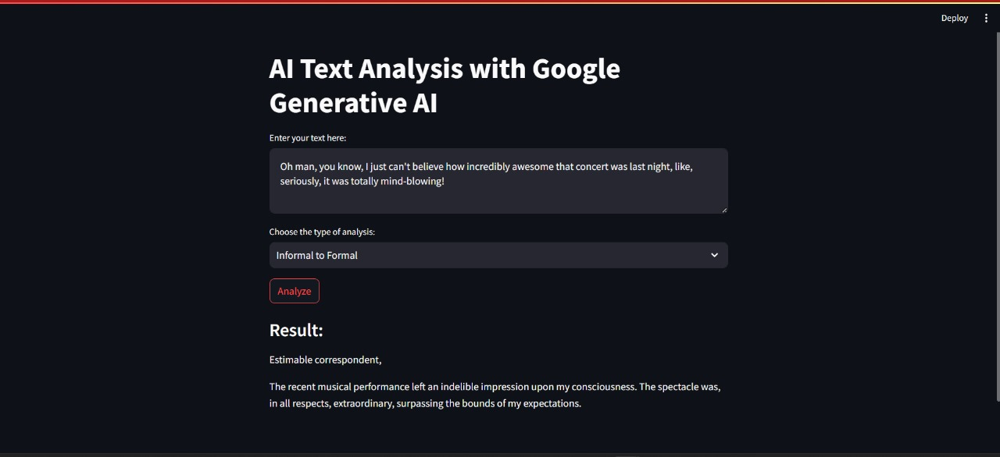 Deploy
AI Text Analysis with Google
Generative AI
Enter your text here:
Oh man, you know, I just can't believe how incredibly awesome that concert was last night, like,
seriously, it was totally mind-blowing!
Choose the type of analysis:
Informal to Formal
Analyze
Result:
Estimable correspondent,
The recent musical performance left an indelible impression upon my consciousness. The spectacle was,
in all respects, extraordinary, surpassing the bounds of my expectations.